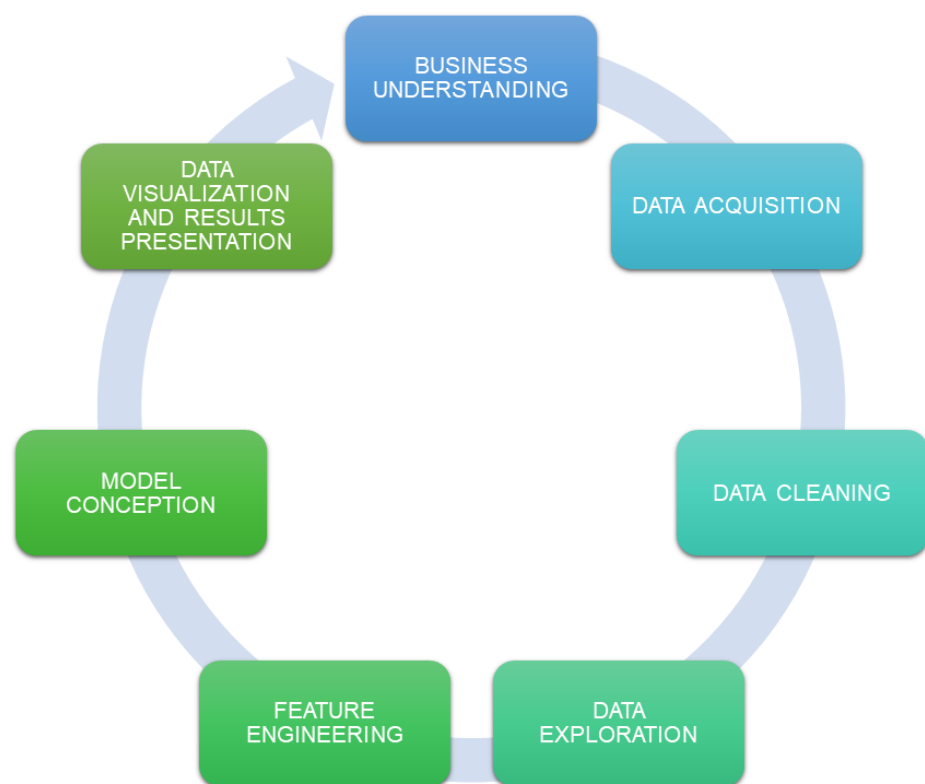 BUSINESS
UNDERSTANDING
DATA ACQUISITION
DATA CLEANING
DATA
EXPLORATION
FEATURE
ENGINEERING
MODEL
CONCEPTION
DATA
VISUALIZATION
AND RESULTS
PRESENTATION